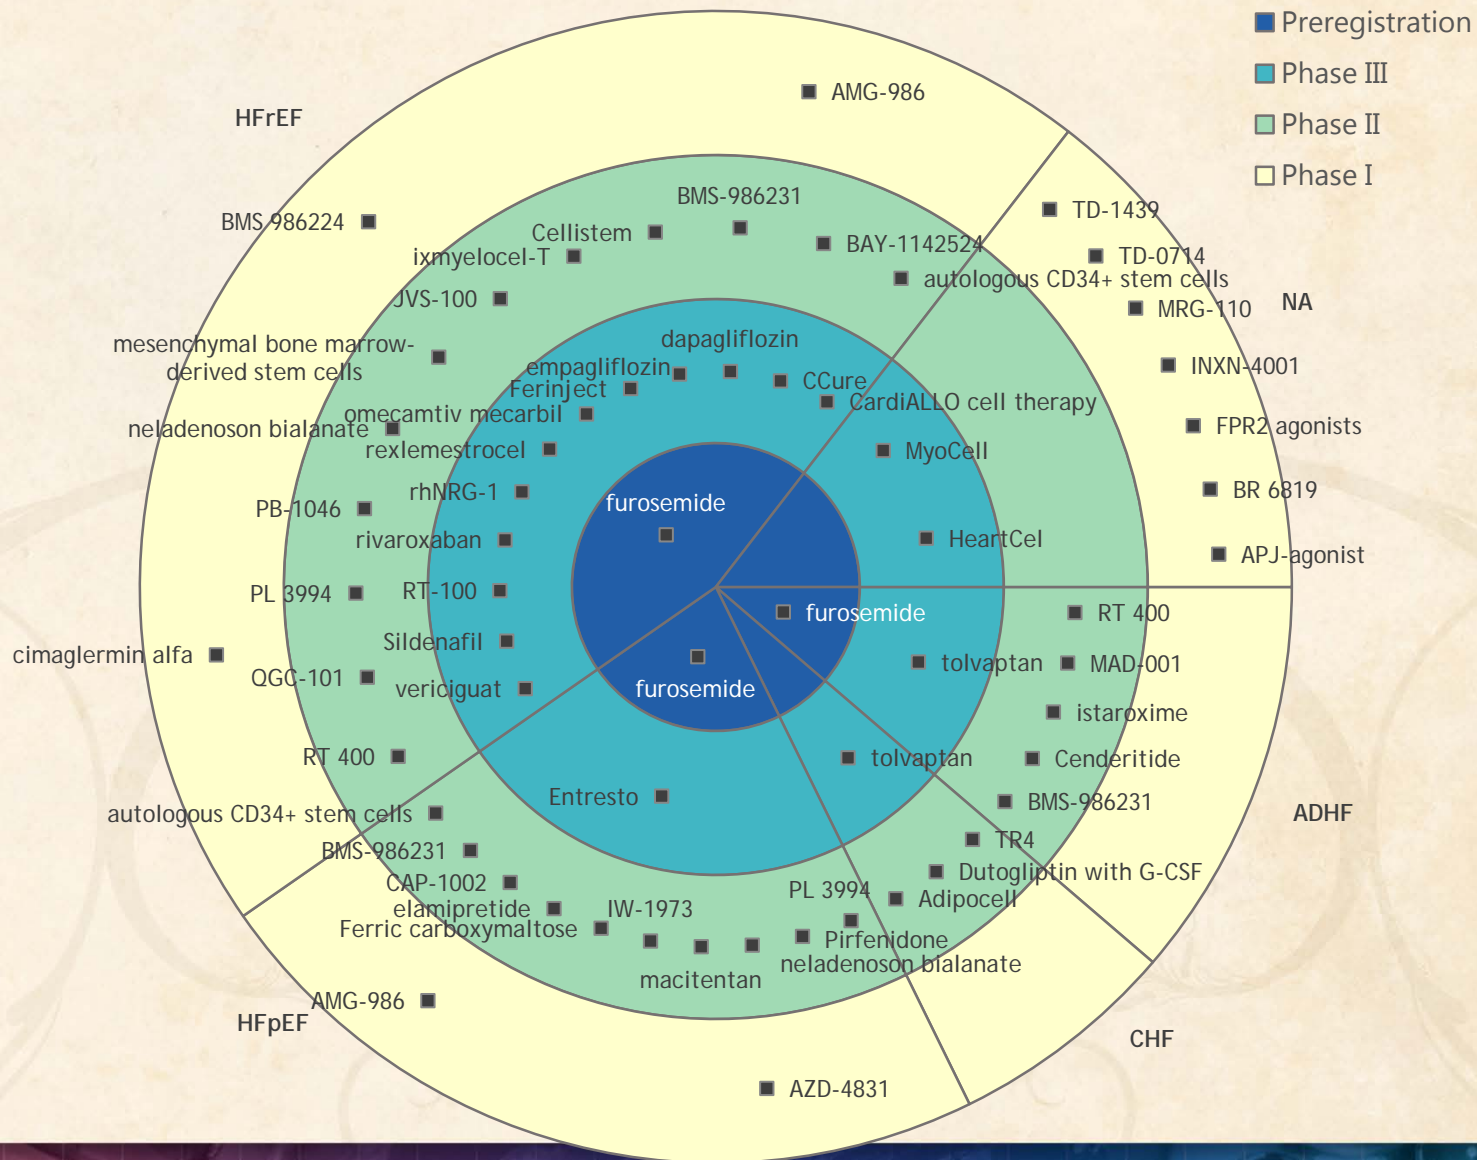 Preregistration
Phase III
Phase II
Phase I
HFrEF
AMG-986
BMS 986224
BMS-986231
Cellistem
BAY-1142524
ixmyelocel-T
autologous CD34+ stem cells
JVS-100
mesenchymal bone marrow-
derived stem cells
neladenoson bialanate
PB-1046
PL 3994
cimaglermin alfa
QGC-101
RT 400
dapagliflozin
empagliflozin
CCure
Ferinject
CardiALLO cell therapy
omecamtiv mecarbil
rexlemestrocel
rhNRG-1
rivaroxaban
RT-100
Sildenafil
vericiguat
furosemide
NA
TD-1439
TD-0714
MRG-110
INXN-4001
FPR2 agonists
BR 6819
APJ-agonist
MyoCell
HeartCel
furosemide
tolvaptan
RT 400
MAD-001
istaroxime
Cenderitide
BMS-986231
ADHF
tolvaptan
TR4
Dutogliptin with G-CSF
Adipocell
CHF
furosemide
Entresto
autologous CD34+ stem cells
BMS-986231
CAP-1002
elamipretide
Ferric carboxymaltose
IW-1973
macitentan
PL 3994
Pirfenidone
neladenoson bialanate
AMG-986
HFpEF
AZD-4831